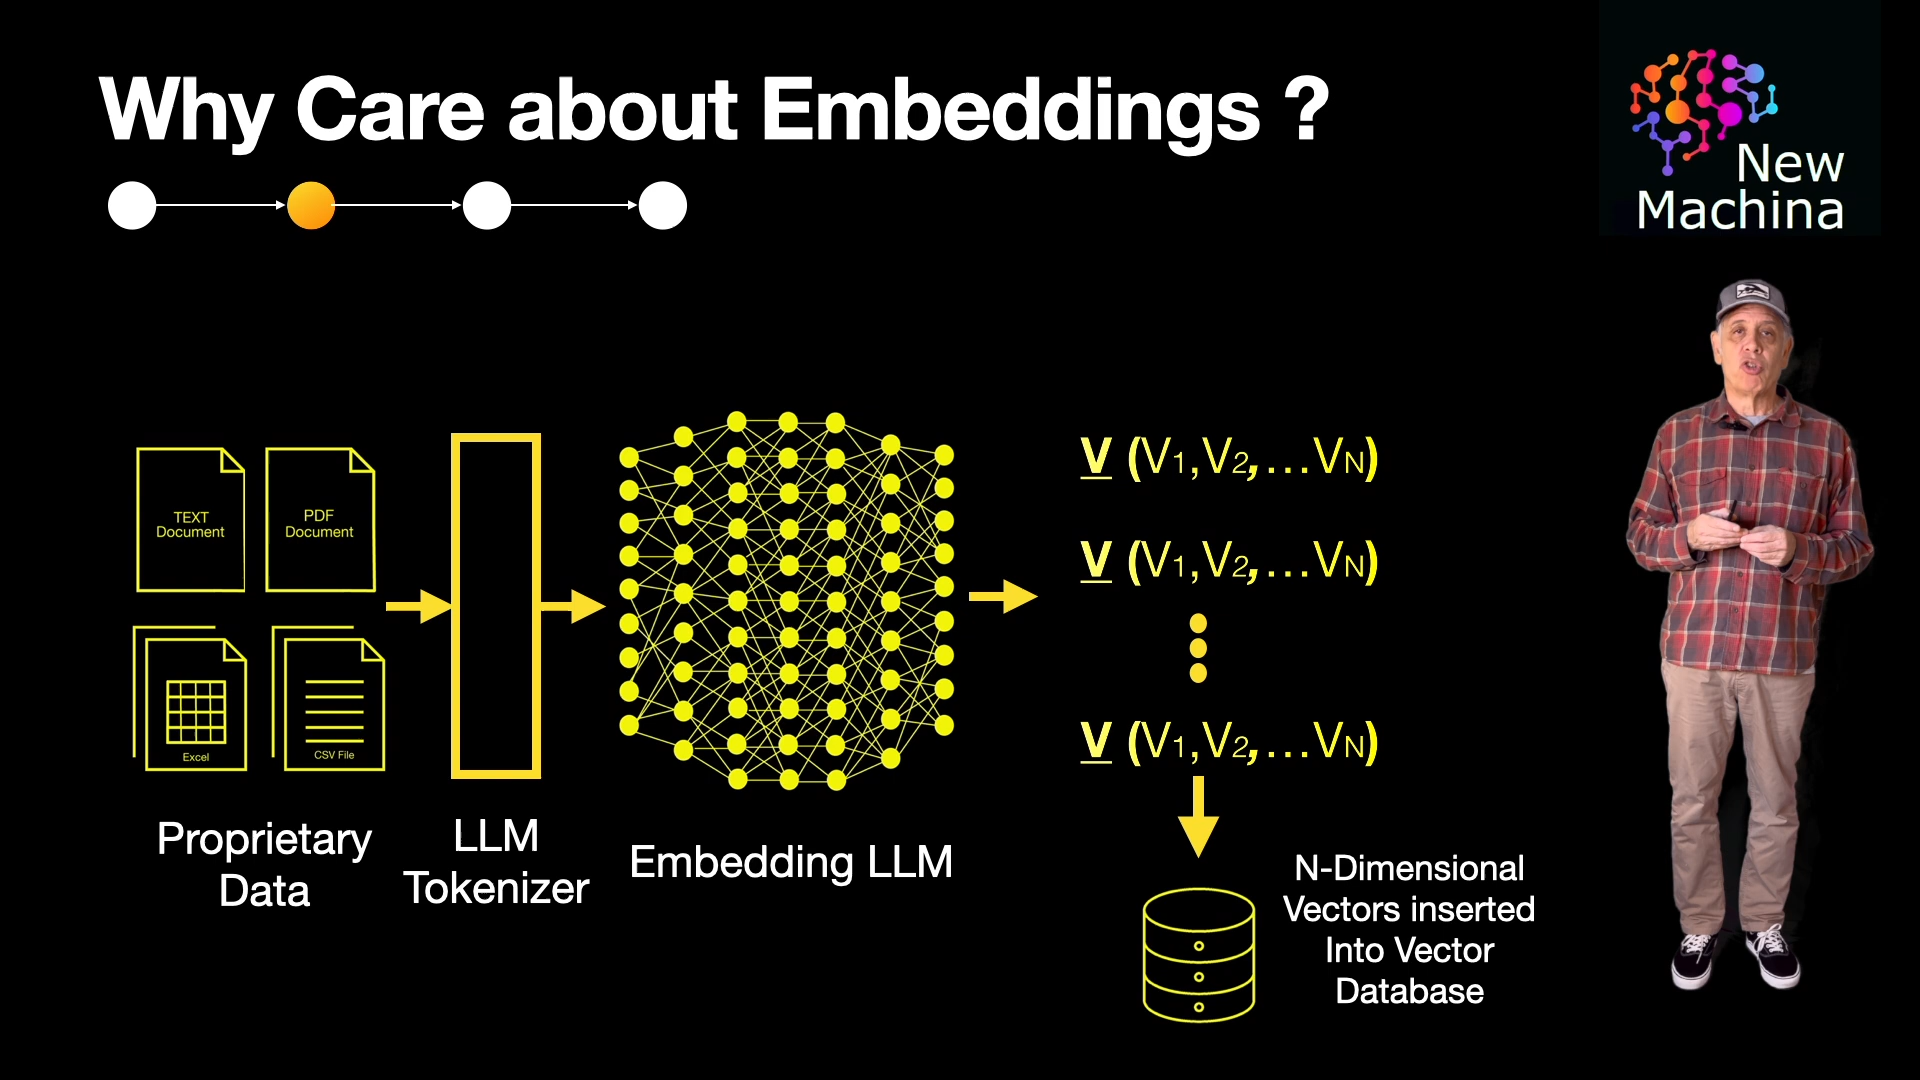 Why Care about Embeddings ?
New
Machina
TEXT
Document
PDF
Document
Excel
CSV File
Proprietary
Data
LLM
Tokenizer
Embedding LLM
V (V1,V2,...VN)
V (V1,V2,...VN)
V (V1,V2,...VN)
N-Dimensional
Vectors inserted
Into Vector
Database